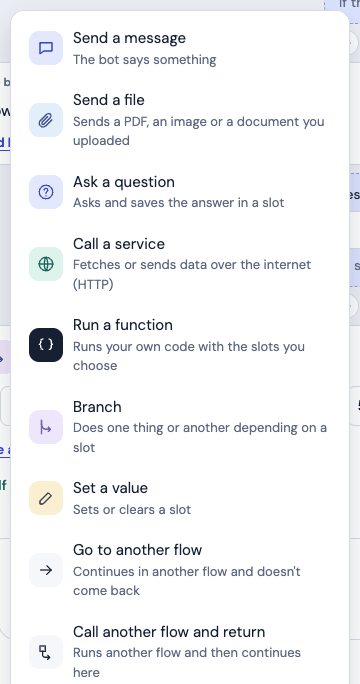 Send a message
The bot says something
Send a file
Sends a PDF, an image or a document you
uploaded
Ask a question
Asks and saves the answer in a slot
Call a service
Fetches or sends data over the internet
(HTTP)
Run a function
Runs your own code with the slots you
choose
Branch
Does one thing or another depending on a
slot
Set a value
Sets or clears a slot
Go to another flow
Continues in another flow and doesn't
come back
Call another flow and return
Runs another flow and then continues
here